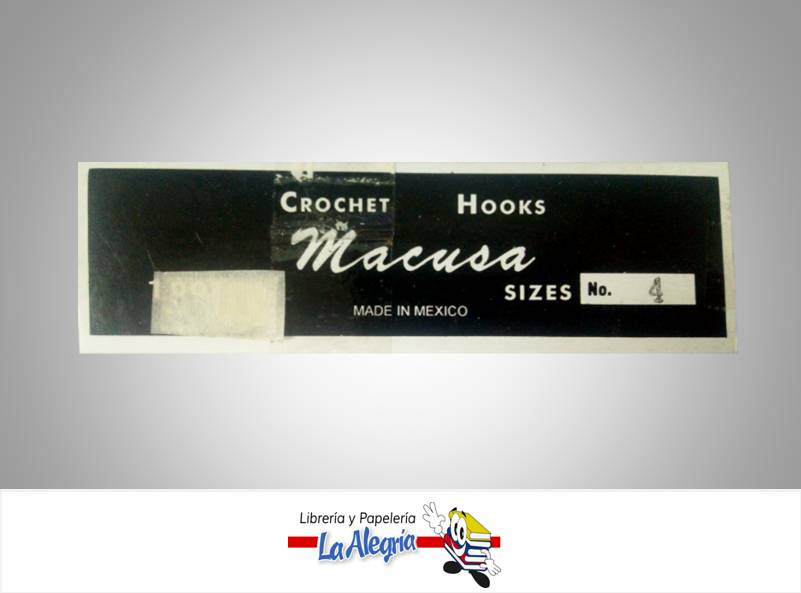 CROCHET HOOKS
Macusa
SIZES No. 4
MADE IN MEXICO
Librería y Papelería
La Alegría